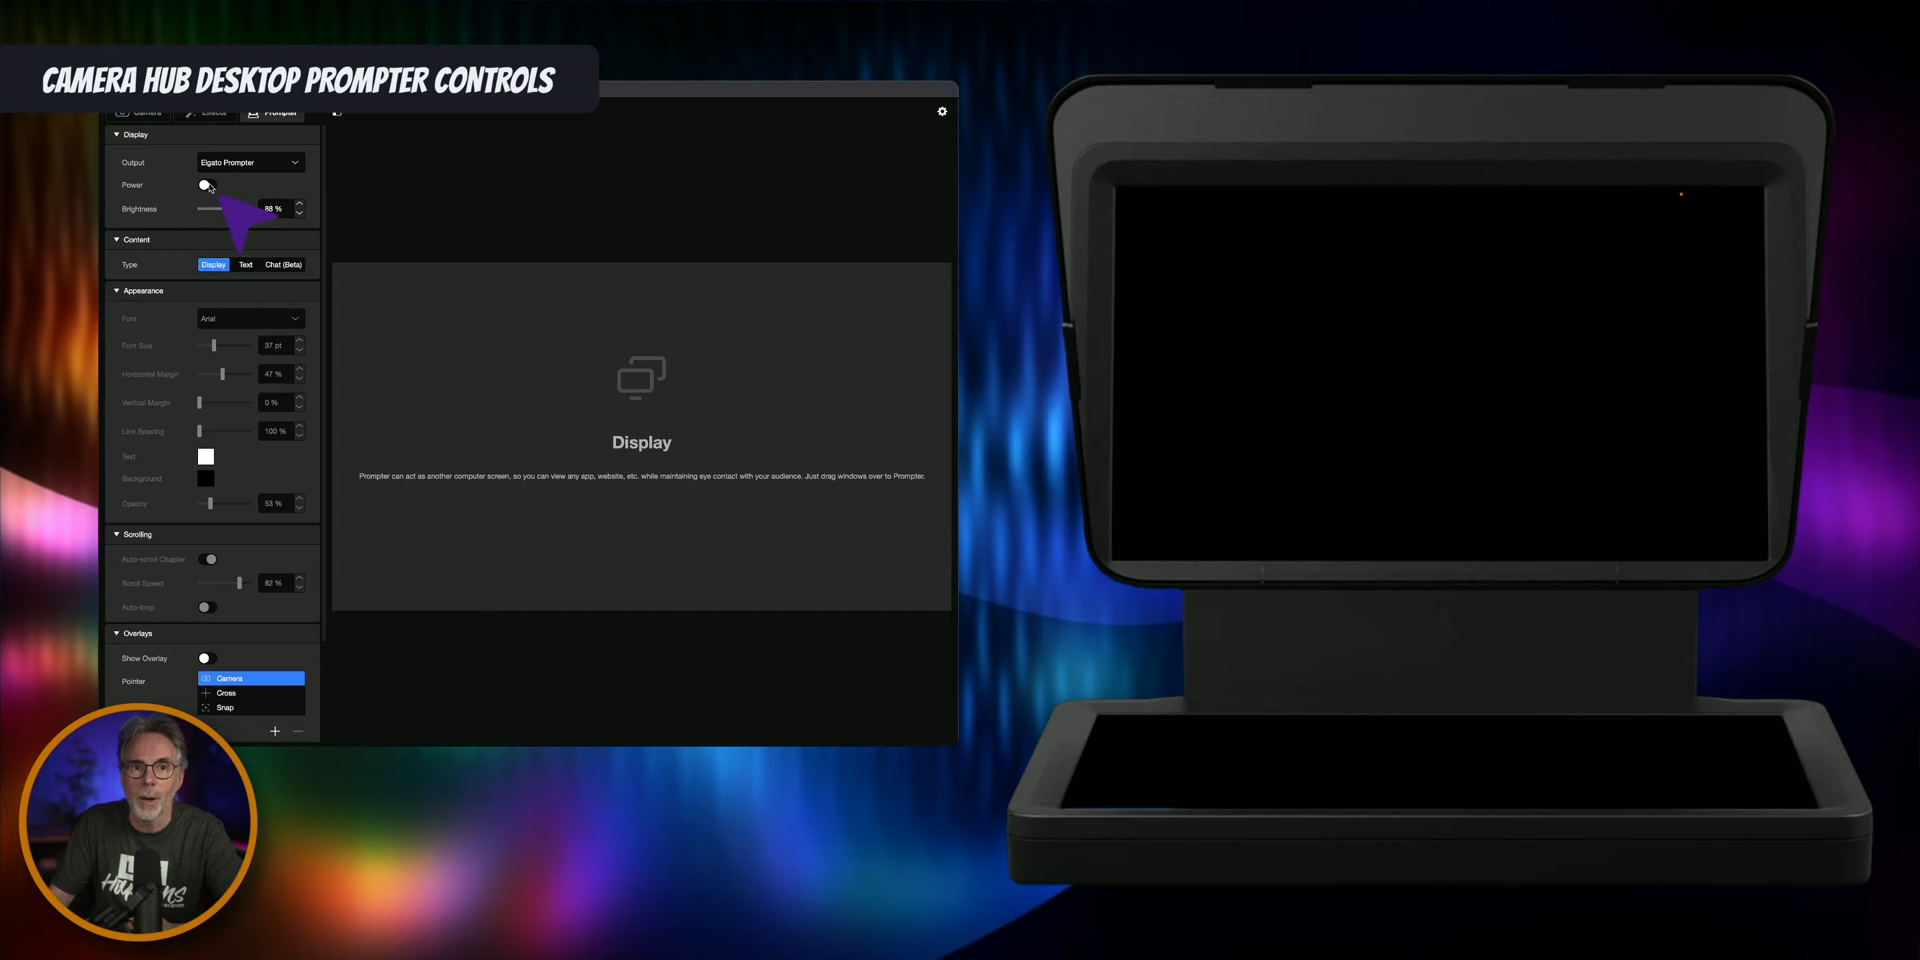 CAMERA HUB DESKTOP PROMPTER CONTROLS
Camera Effects Prompter
Display
Output Elgato Prompter
Power
Brightness 88 %
Content
Type Display Text Chat (Beta)
Appearance
Font Arial
Font Size 37 pt
Horizontal Margin 47 %
Vertical Margin 0 %
Line Spacing 100 %
Text
Background
Opacity 53 %
Scrolling
Auto-scroll Chapter
Scroll Speed 82 %
Auto-loop
Overlays
Show Overlay
Pointer Camera
Cross
Snap
Display
Prompter can act as another computer screen, so you can view any app, website, etc. while maintaining eye contact with your audience. Just drag windows over to Prompter.